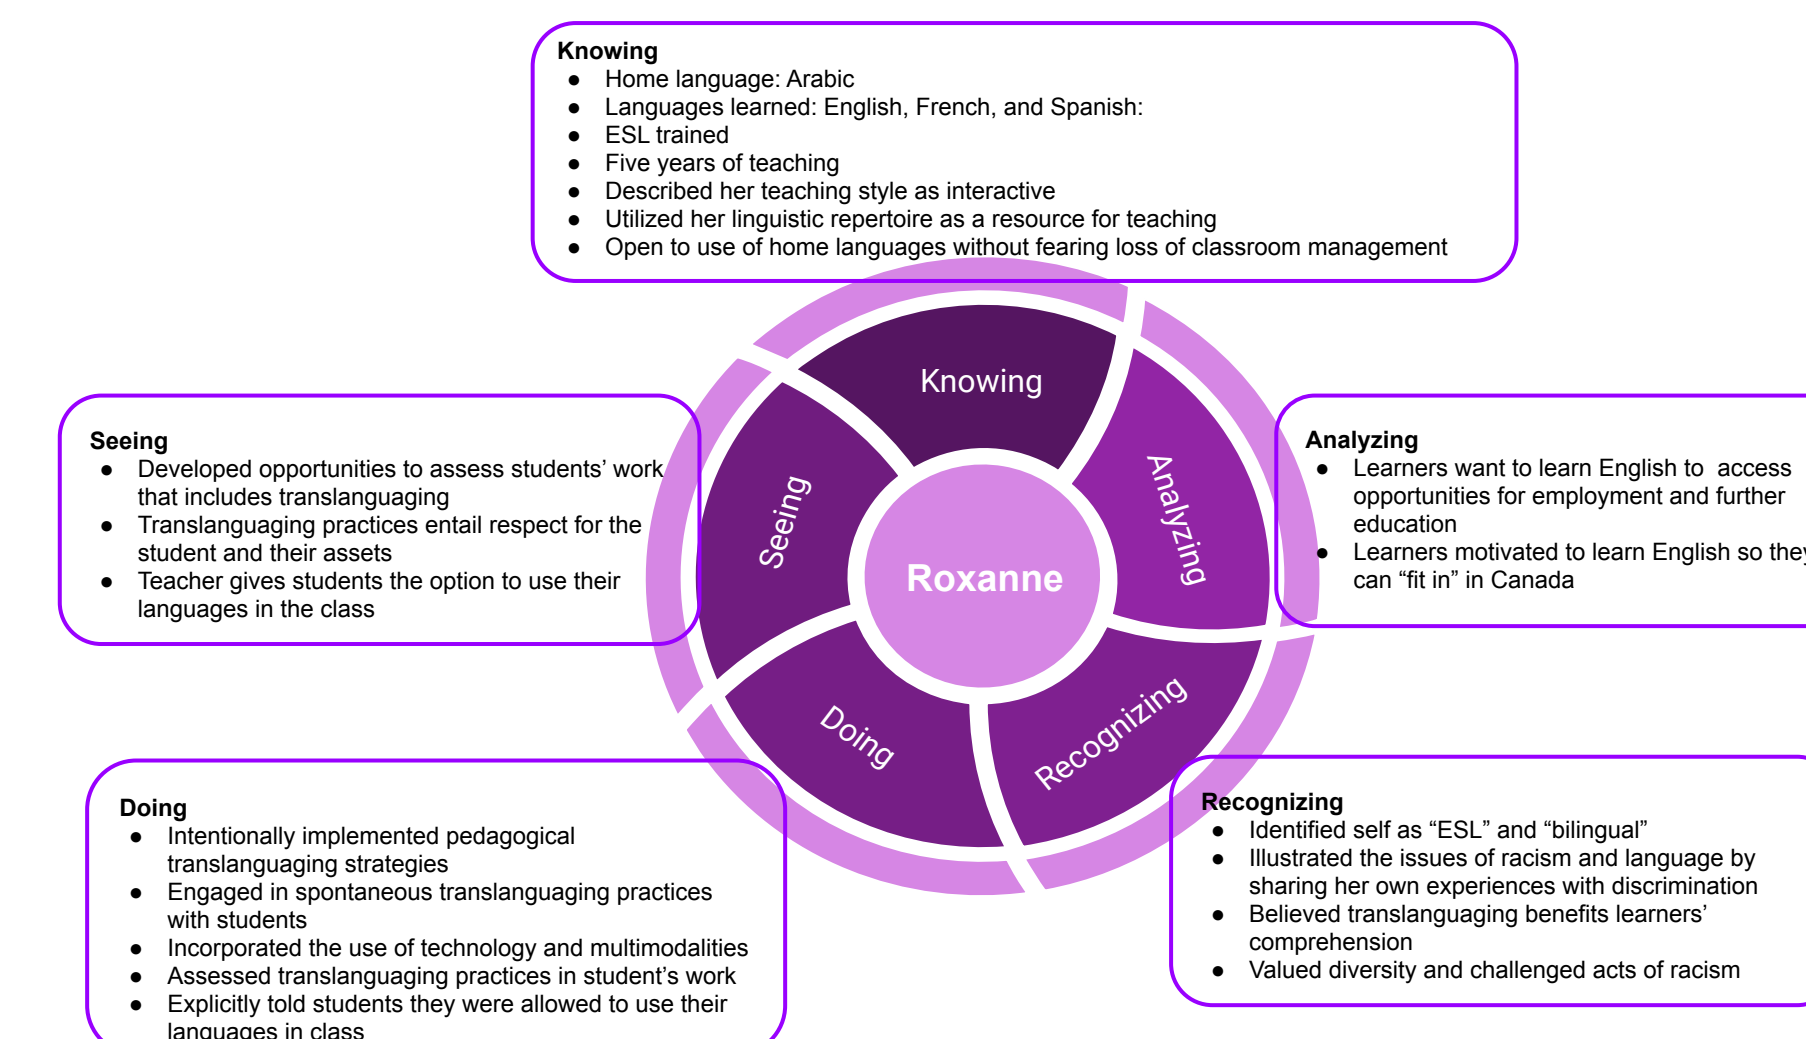 Knowing
● Home language: Arabic
● Languages learned: English, French, and Spanish:
● ESL trained
● Five years of teaching
● Described her teaching style as interactive
● Utilized her linguistic repertoire as a resource for teaching
● Open to use of home languages without fearing loss of classroom management
Knowing
Analyzing
Recognizing
Doing
Seeing
Roxanne
Seeing
● Developed opportunities to assess students’ work
that includes translanguaging
● Translanguaging practices entail respect for the
student and their assets
● Teacher gives students the option to use their
languages in the class
Analyzing
● Learners want to learn English to  access
opportunities for employment and further
education
● Learners motivated to learn English so they
can “fit in” in Canada
Doing
● Intentionally implemented pedagogical
translanguaging strategies
● Engaged in spontaneous translanguaging practices
with students
● Incorporated the use of technology and multimodalities
● Assessed translanguaging practices in student’s work
● Explicitly told students they were allowed to use their
languages in class
Recognizing
● Identified self as “ESL” and “bilingual”
● Illustrated the issues of racism and language by
sharing her own experiences with discrimination
● Believed translanguaging benefits learners’
comprehension
● Valued diversity and challenged acts of racism